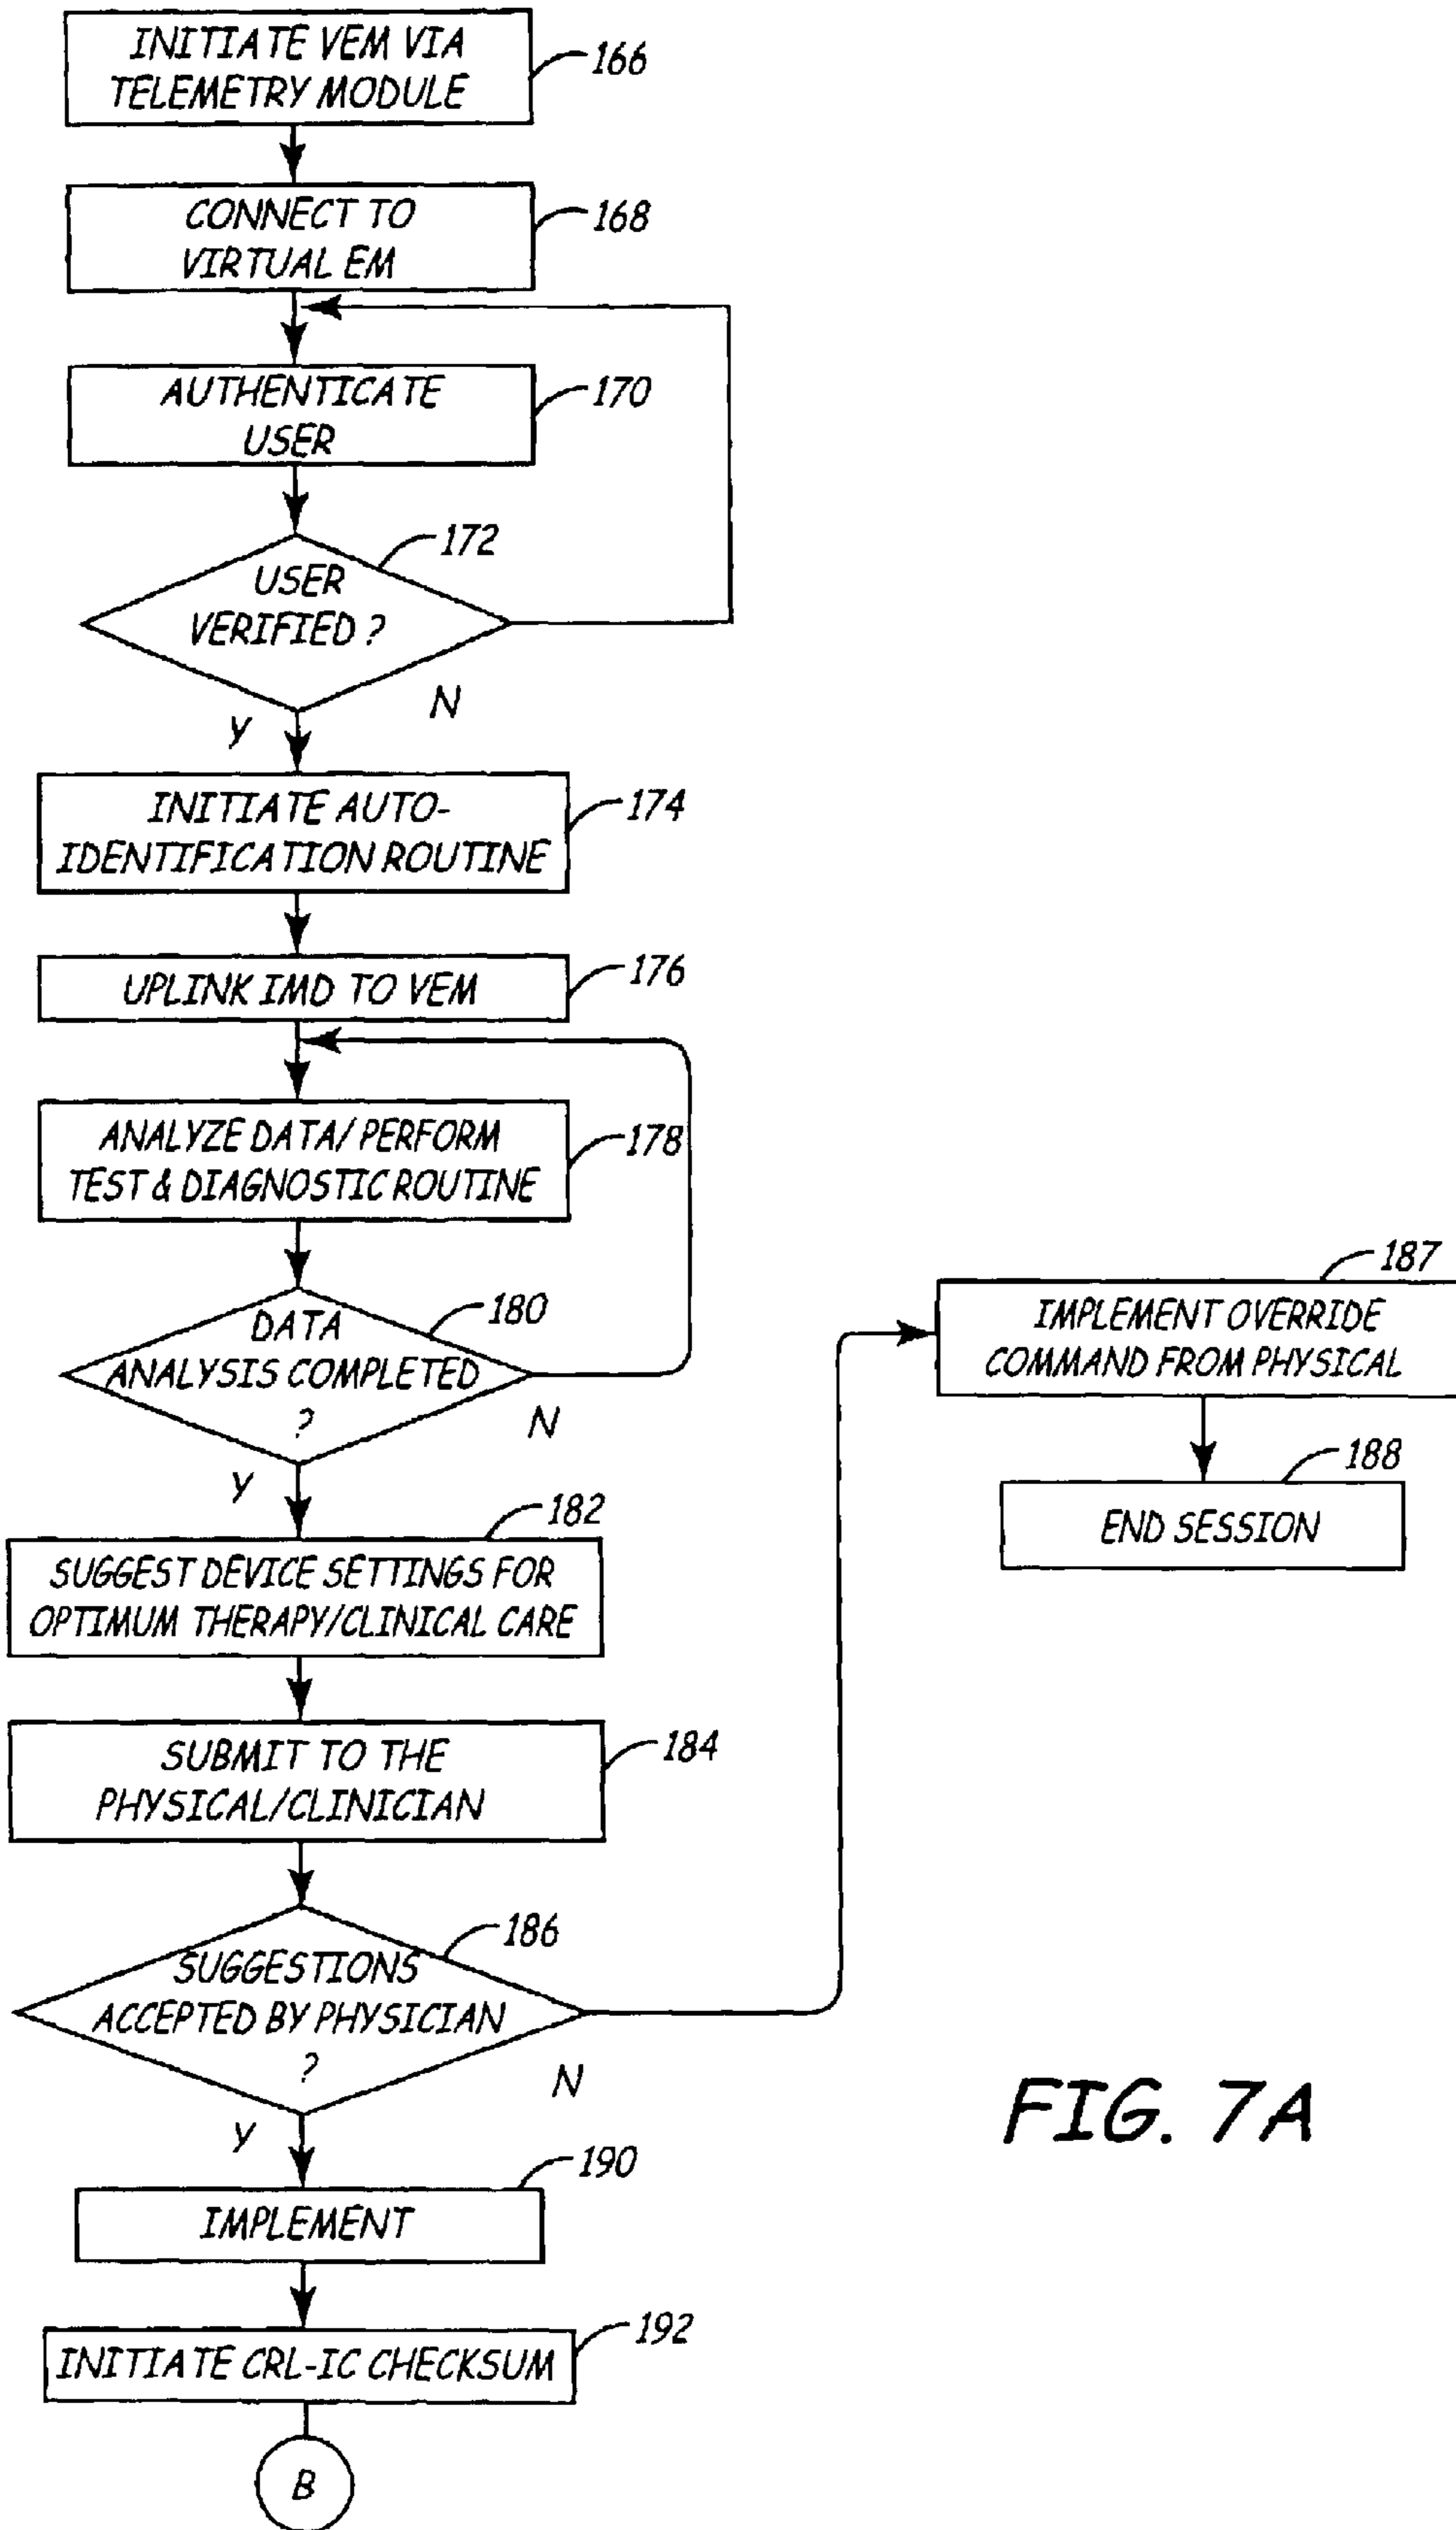 INITIATE VEM VIA
TELEMETRY MODULE
166
CONNECT TO
VIRTUAL EM
168
AUTHENTICATE
USER
170
172
USER
VERIFIED ?
N
Y
INITIATE AUTO-
IDENTIFICATION ROUTINE
174
UPLINK IMD TO VEM
176
ANALYZE DATA/PERFORM
TEST & DIAGNOSTIC ROUTINE
178
180
DATA
ANALYSIS COMPLETED
?
N
Y
182
SUGGEST DEVICE SETTINGS FOR
OPTIMUM THERAPY/CLINICAL CARE
SUBMIT TO THE
PHYSICAL/CLINICIAN
184
186
SUGGESTIONS
ACCEPTED BY PHYSICIAN
?
N
Y
187
IMPLEMENT OVERRIDE
COMMAND FROM PHYSICAL
188
END SESSION
190
IMPLEMENT
192
INITIATE CRL-IC CHECKSUM
B
FIG. 7A